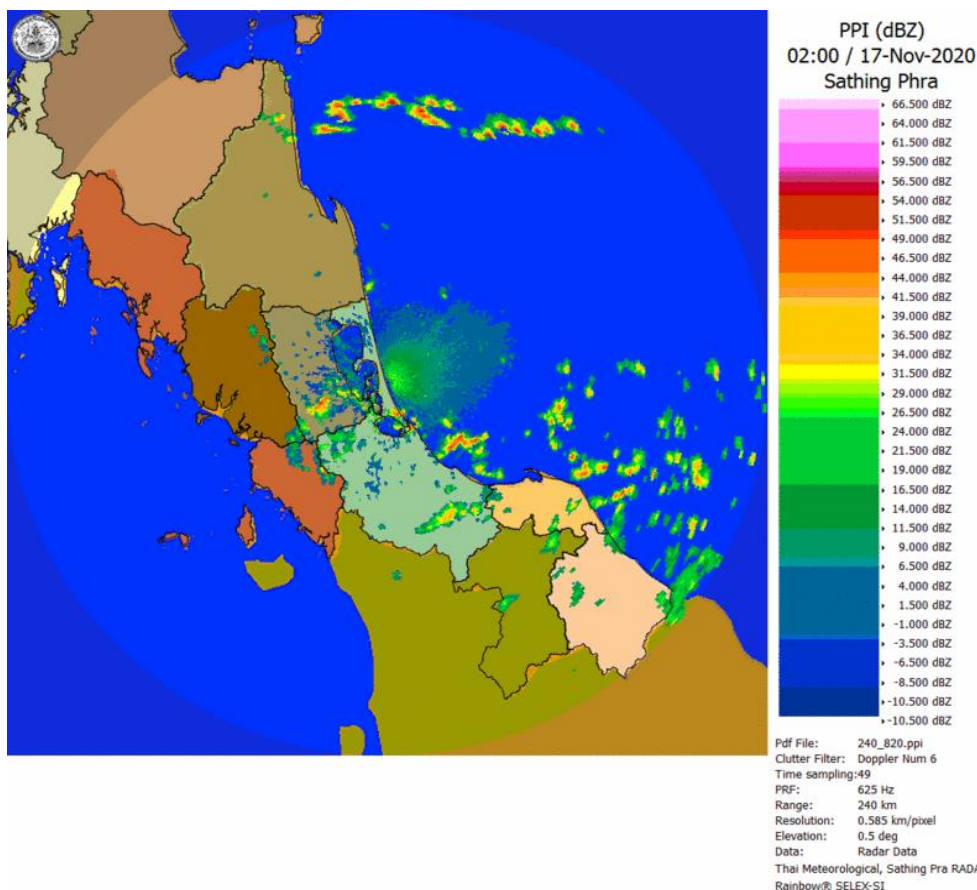 PPI (dBZ)
02:00 / 17-Nov-2020
Sathing Phra
66.500 dBZ
64.000 dBZ
61.500 dBZ
59.500 dBZ
56.500 dBZ
54.000 dBZ
51.500 dBZ
49.000 dBZ
46.500 dBZ
44.000 dBZ
41.500 dBZ
39.000 dBZ
36.500 dBZ
34.000 dBZ
31.500 dBZ
29.000 dBZ
26.500 dBZ
24.000 dBZ
21.500 dBZ
19.000 dBZ
16.500 dBZ
14.000 dBZ
11.500 dBZ
9.000 dBZ
6.500 dBZ
4.000 dBZ
1.500 dBZ
-1.000 dBZ
-3.500 dBZ
-6.500 dBZ
-8.500 dBZ
-10.500 dBZ
-10.500 dBZ
Pdf File: 240_820.ppi
Clutter Filter: Doppler Num 6
Time sampling:49
PRF: 625 Hz
Range: 240 km
Resolution: 0.585 km/pixel
Elevation: 0.5 deg
Data: Radar Data
Thai Meteorological, Sathing Pra RADA
Rainbow® SELEX-SI